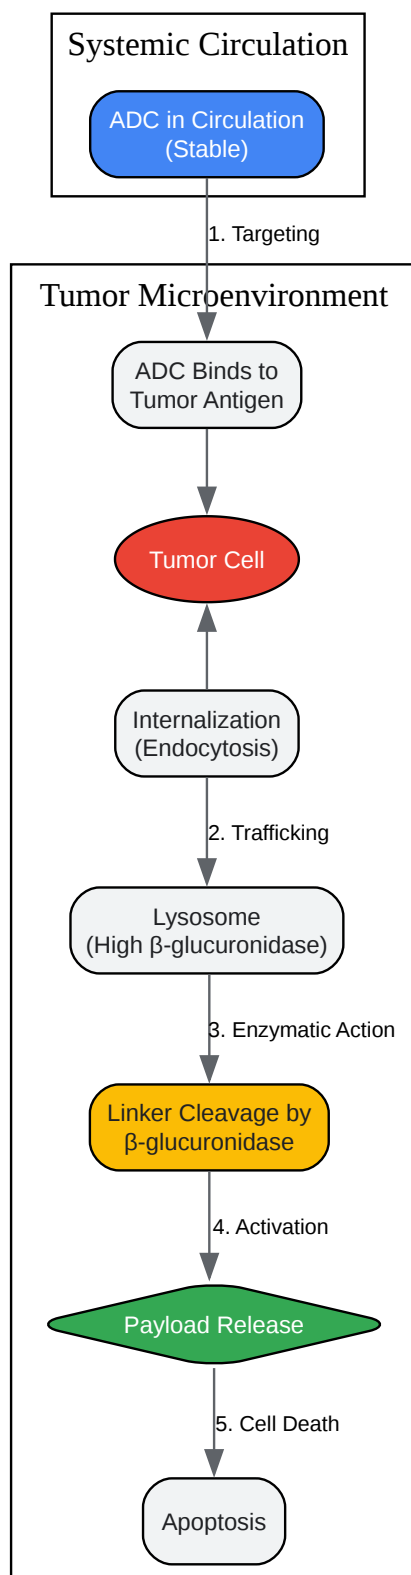 Systemic Circulation
ADC in Circulation
(Stable)
1. Targeting
Tumor Microenvironment
ADC Binds to
Tumor Antigen
Tumor Cell
Internalization
(Endocytosis)
2. Trafficking
Lysosome
(High β-glucuronidase)
3. Enzymatic Action
Linker Cleavage by
β-glucuronidase
4. Activation
Payload Release
5. Cell Death
Apoptosis